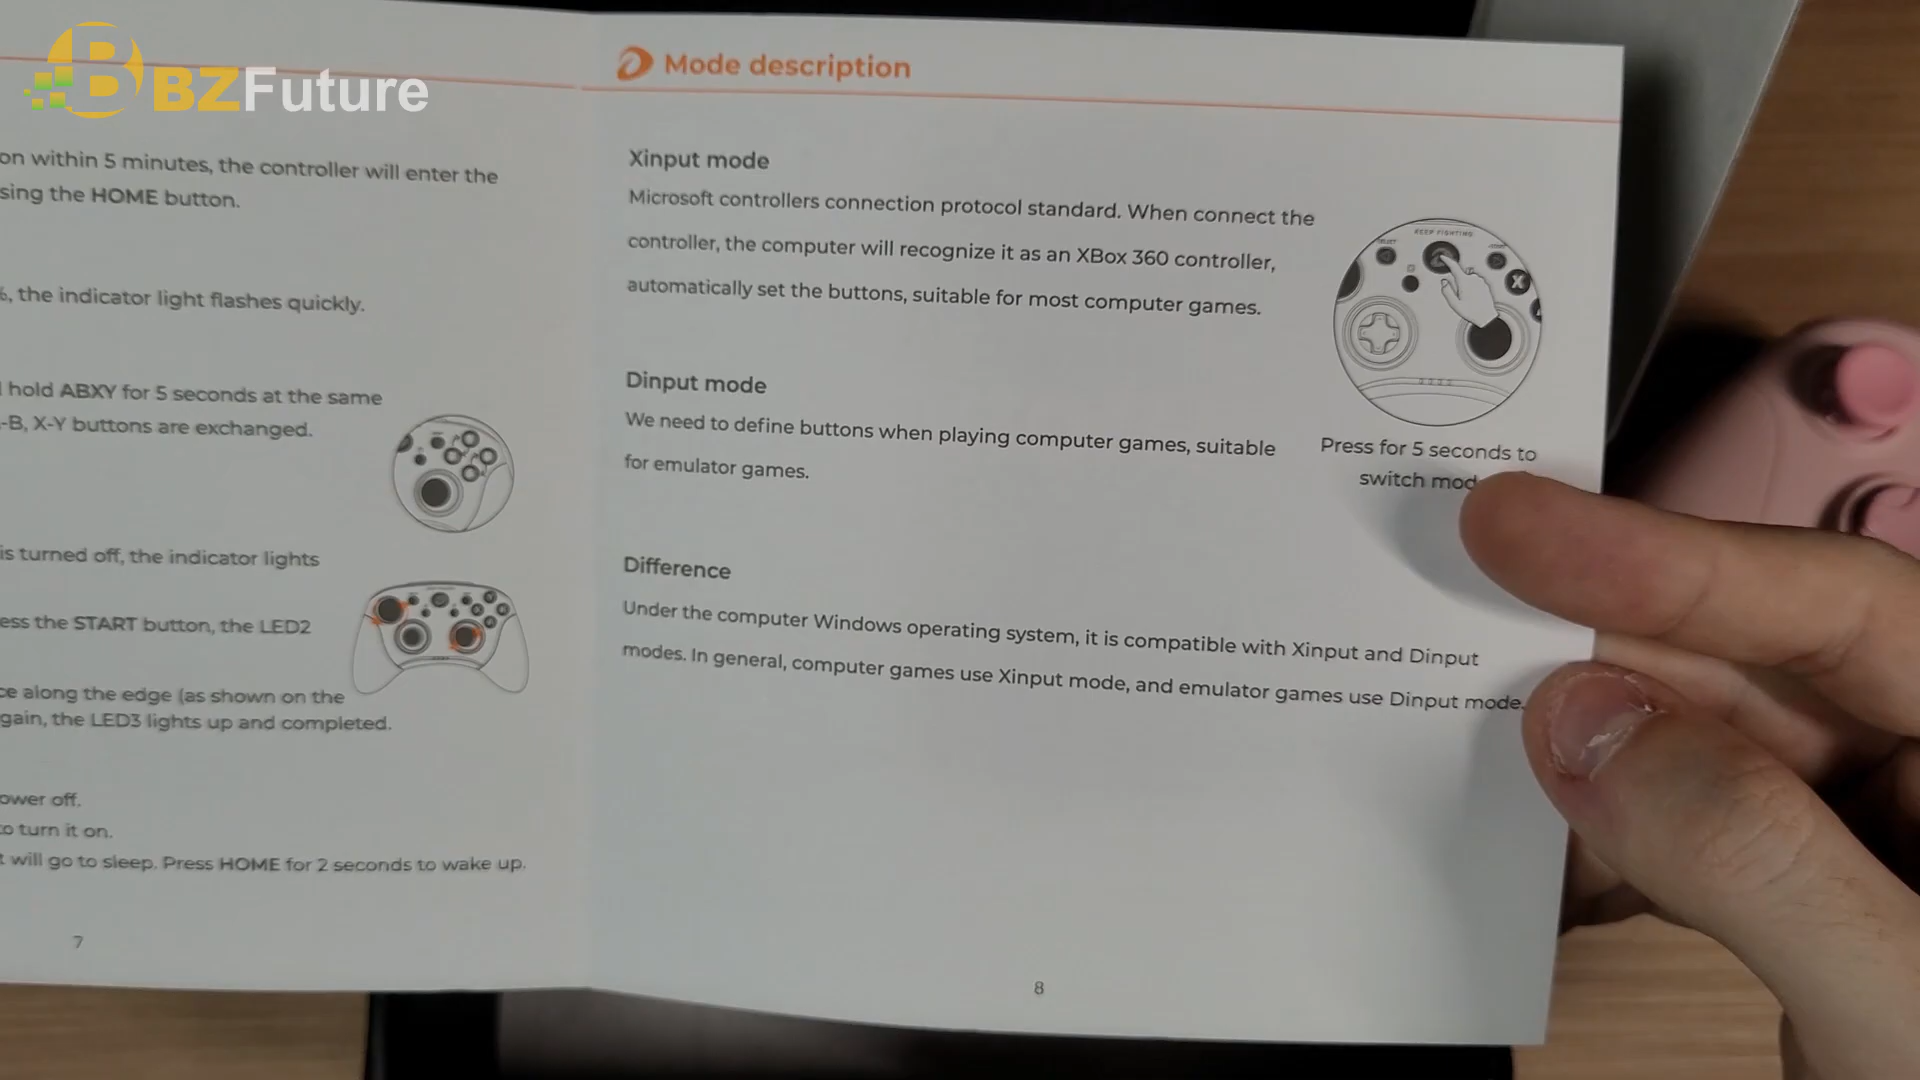 BZFuture
on within 5 minutes, the controller will enter the
sing the HOME button.
%, the indicator light flashes quickly.
hold ABXY for 5 seconds at the same
-B, X-Y buttons are exchanged.
is turned off, the indicator lights
ess the START button, the LED2
ce along the edge (as shown on the
gain, the LED3 lights up and completed.
ower off.
to turn it on.
t will go to sleep. Press HOME for 2 seconds to wake up.
7
Mode description
Xinput mode
Microsoft controllers connection protocol standard. When connect the
controller, the computer will recognize it as an XBox 360 controller,
automatically set the buttons, suitable for most computer games.
KEEP FIGHTING
X
Press for 5 seconds to
switch mod
Dinput mode
We need to define buttons when playing computer games, suitable
for emulator games.
Difference
Under the computer Windows operating system, it is compatible with Xinput and Dinput
modes. In general, computer games use Xinput mode, and emulator games use Dinput mode.
8